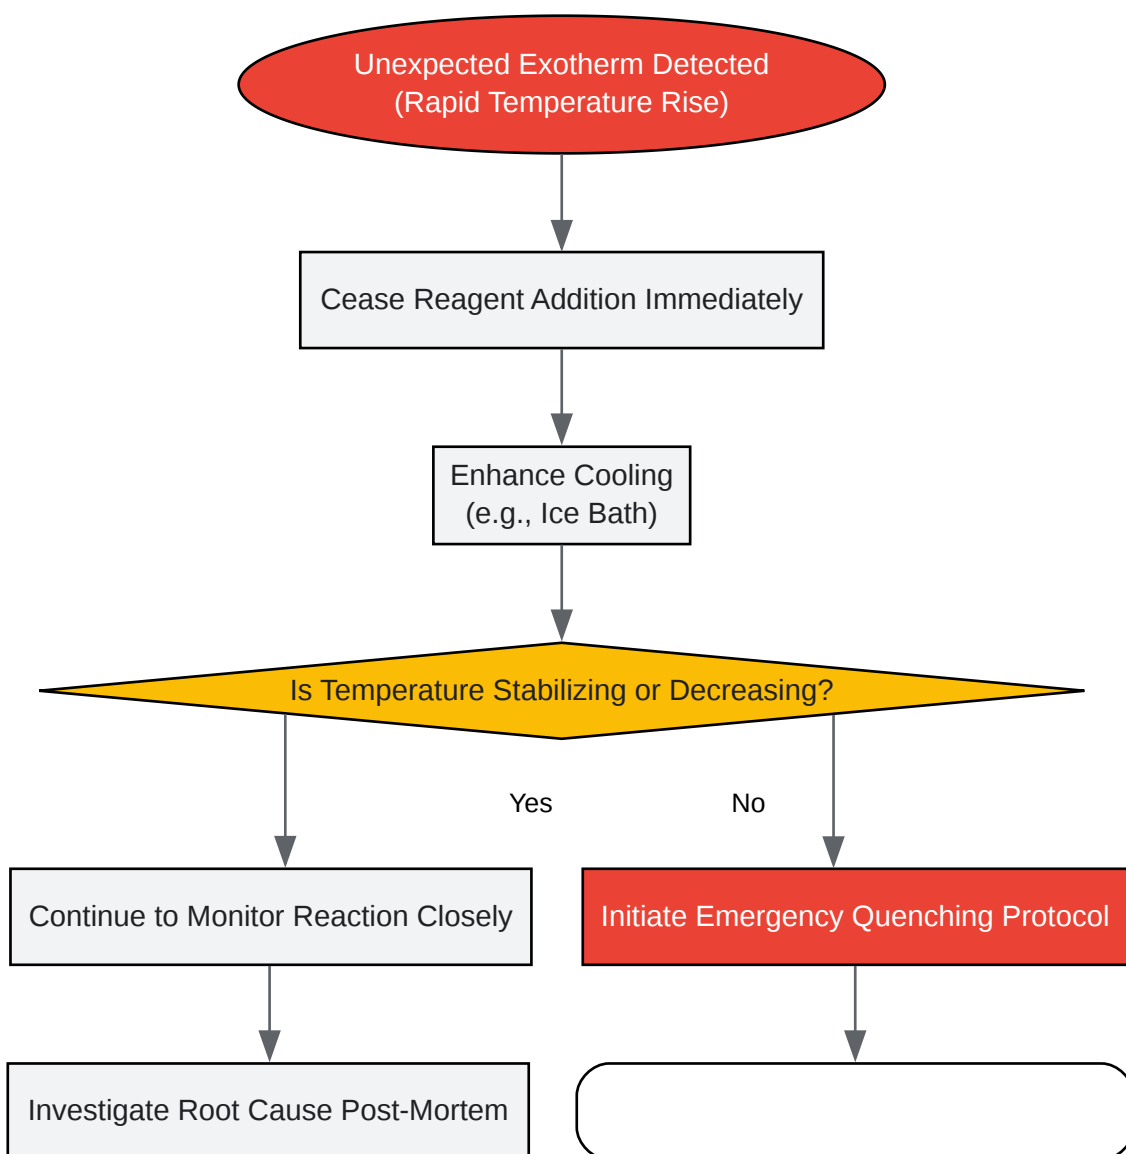 Unexpected Exotherm Detected
(Rapid Temperature Rise)
Cease Reagent Addition Immediately
Enhance Cooling
(e.g., Ice Bath)
Is Temperature Stabilizing or Decreasing?
Yes
No
Continue to Monitor Reaction Closely
Initiate Emergency Quenching Protocol
Investigate Root Cause Post-Mortem